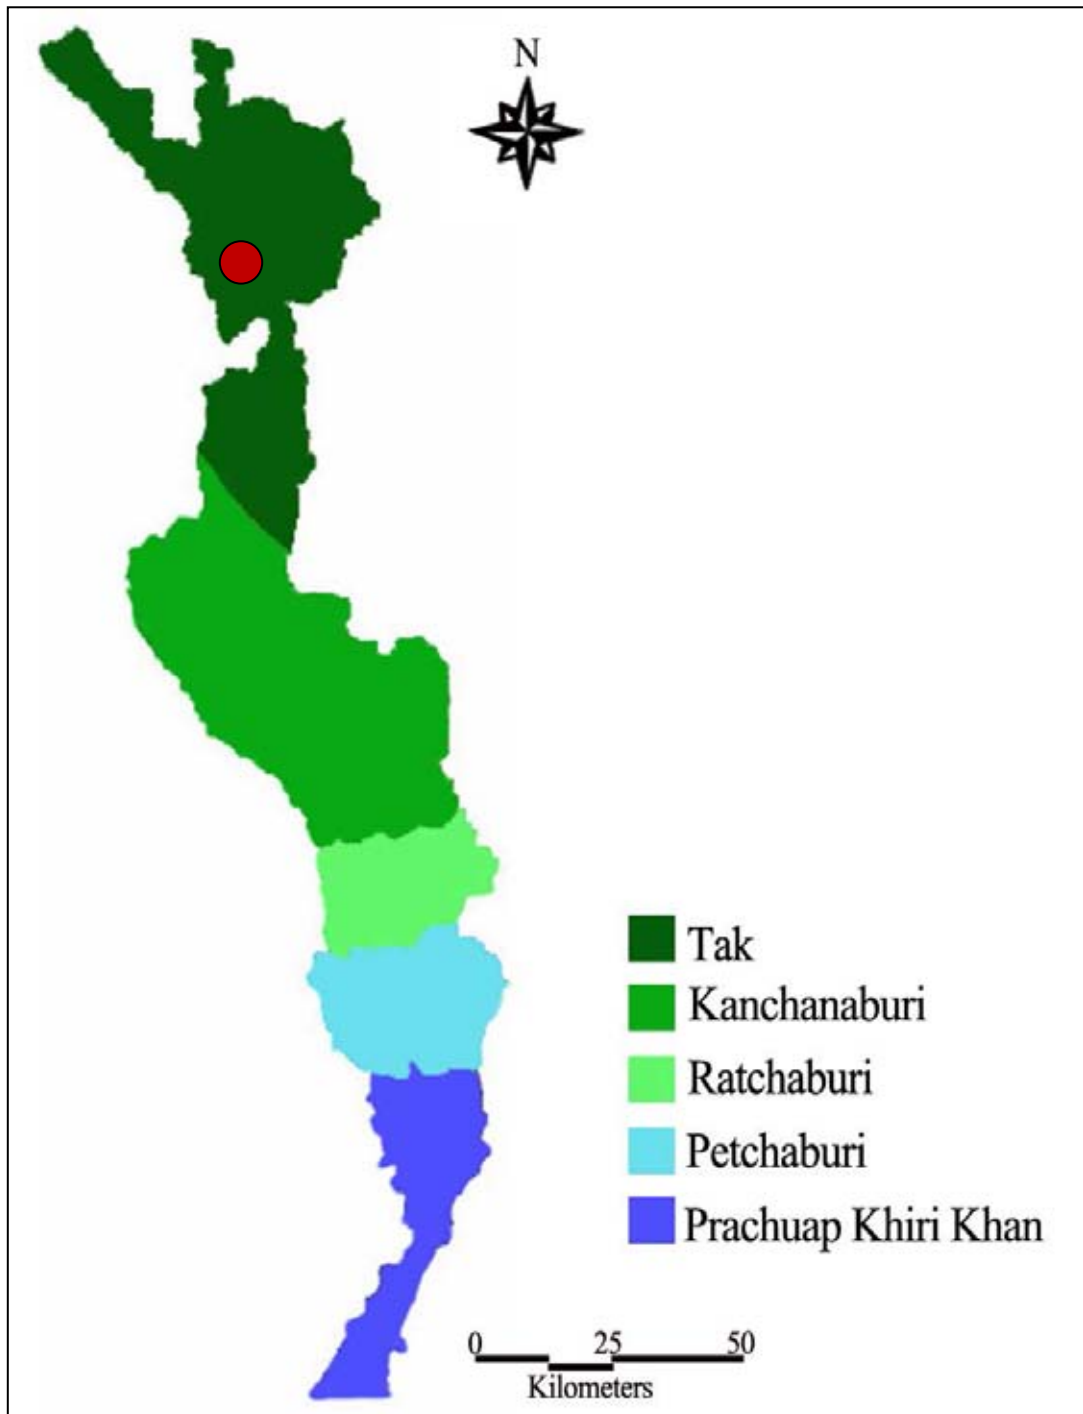 N
Tak
Kanchanaburi
Ratchaburi
Petchaburi
Prachuap Khiri Khan
0 25 50
Kilometers